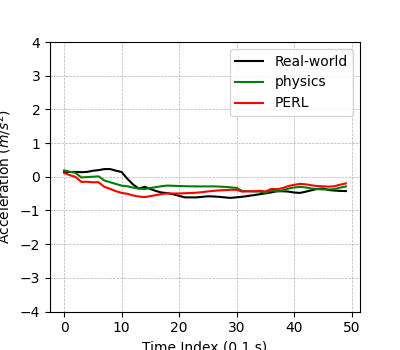 Real-world
physics
PERL
Acceleration (m/s²)
4
3
2
1
0
−1
−2
−3
−4
0 10 20 30 40 50
Time Index (0.1 s)